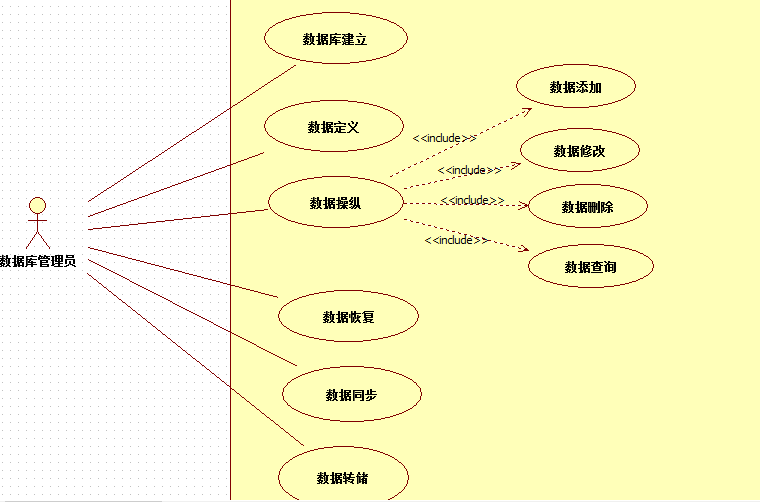 数据库建立
数据添加
数据定义
<<include>>
数据修改
<<include>>
数据操纵
<<include>>
数据删除
<<include>>
数据查询
数据库管理员
数据恢复
数据同步
数据转储